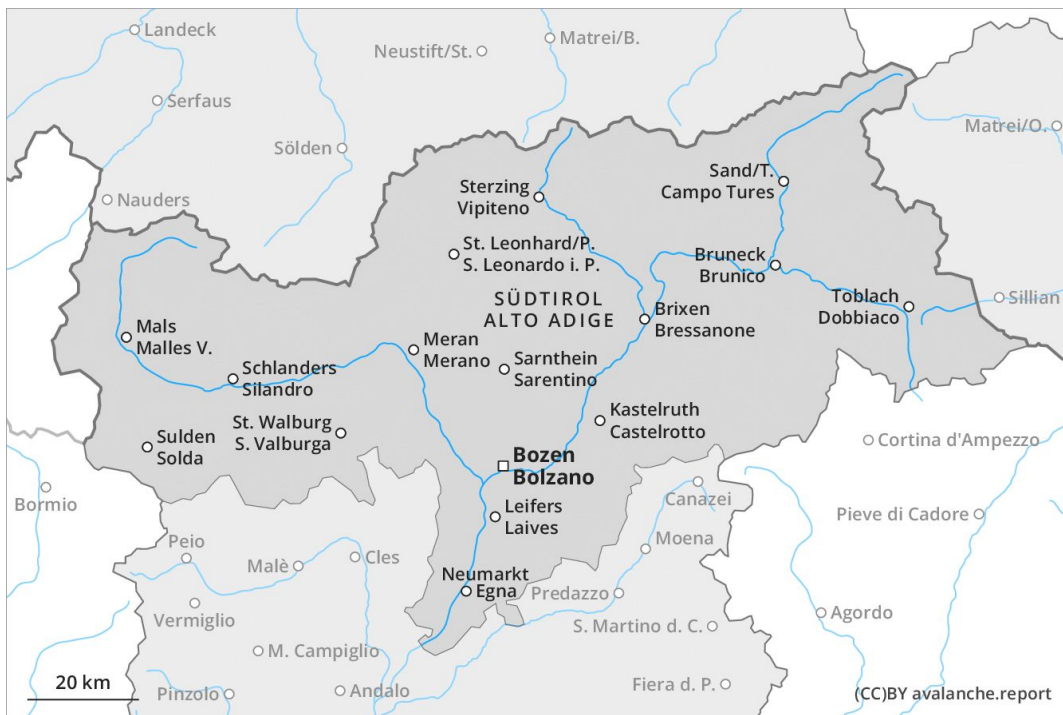 Landeck
Neustift/St.
Matrei/B.
Serfaus
Matrei/O.
Sölden
Nauders
Sand/T.
Campo Tures
Sterzing
Vipiteno
St. Leonhard/P.
S. Leonardo i. P.
Bruneck
Brunico
SÜDTIROL
ALTO ADIGE
Toblach
Dobbiaco
Sillian
Brixen
Bressanone
Mals
Malles V.
Meran
Merano
Sarnthein
Sarentino
Schlanders
Silandro
St. Walburg
S. Valburga
Kastelruth
Castelrotto
Sulden
Solda
Cortina d'Ampezzo
Bozen
Bolzano
Bormio
Canazei
Leifers
Laives
Pieve di Cadore
Moena
Peio
Malè
Cles
Neumarkt
Egna
Predazzo
Vermiglio
Agordo
S. Martino d. C.
M. Campiglio
20 km
Pinzolo
Andalo
Fiera d. P.
(CC)BY avalanche.report